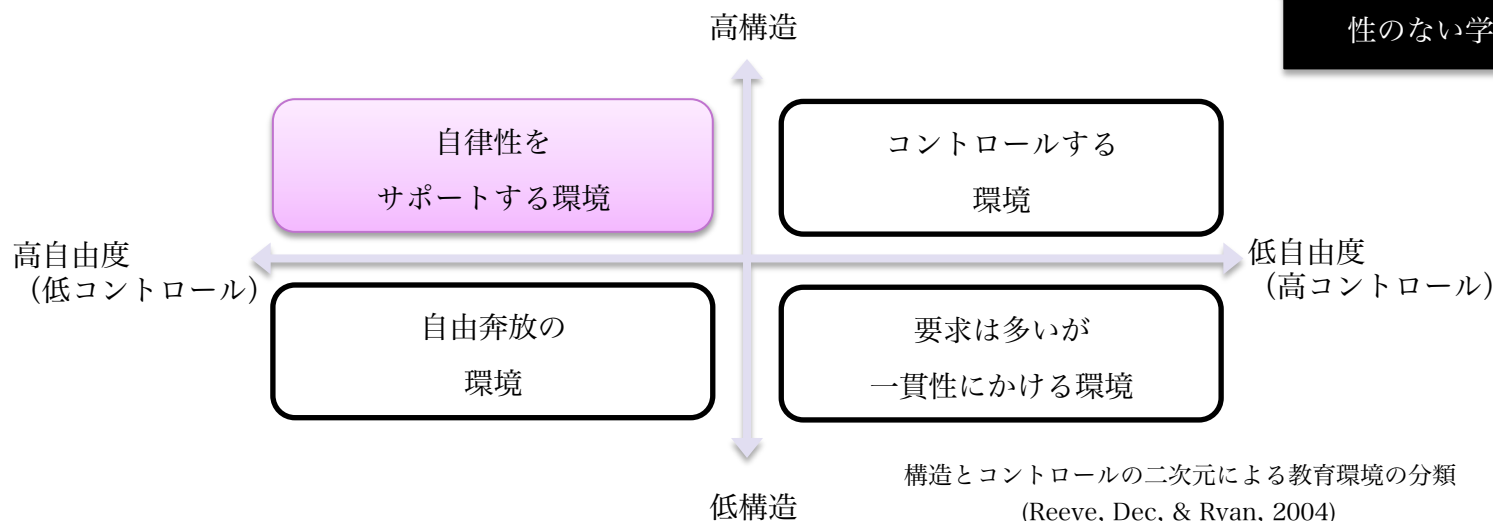 高構造
性のない学
自律性を
サポートする環境
コントロールする
環境
高自由度
（低コントロール）
低自由度
（高コントロール）
自由奔放の
環境
要求は多いが
一貫性にかける環境
低構造
構造とコントロールの二次元による教育環境の分類
(Reeve, Dec, & Ryan, 2004)